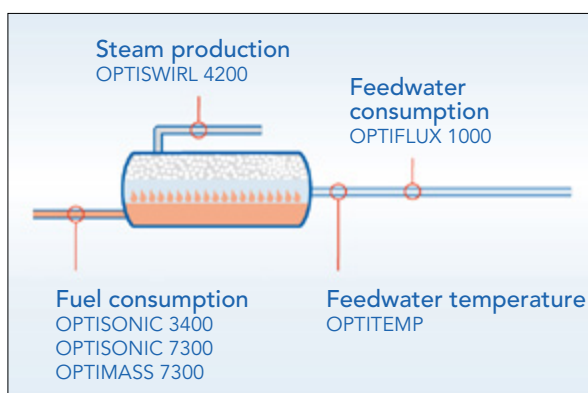 Steam production
OPTISWIRL 4200
Feedwater
consumption
OPTIFLUX 1000
Fuel consumption
OPTISONIC 3400
OPTISONIC 7300
OPTIMASS 7300
Feedwater temperature
OPTITEMP